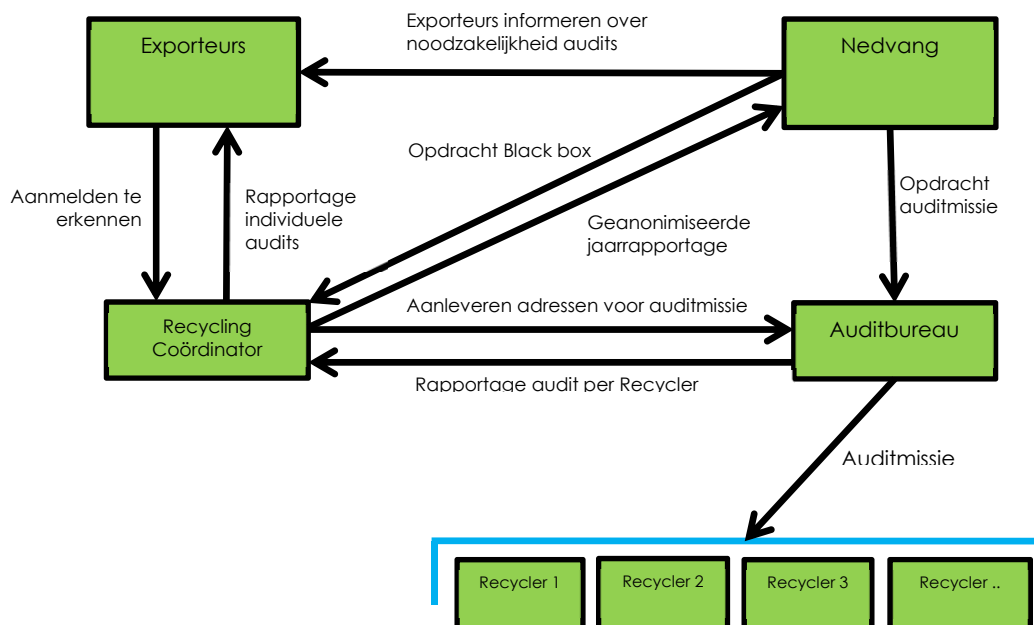 Exporteurs informeren over
noodzakelijkheid audits
Exporteurs
Nedvang
Opdracht Black box
Aanmelden te
erkennen
Rapportage
individuele
audits
Opdracht
auditmissie
Geanonimiseerde
jaarrapportage
Aanleveren adressen voor auditmissie
Recycling
Coördinator
Auditbureau
Rapportage audit per Recycler
Auditmissie
Recycler 1
Recycler 2
Recycler 3
Recycler ..